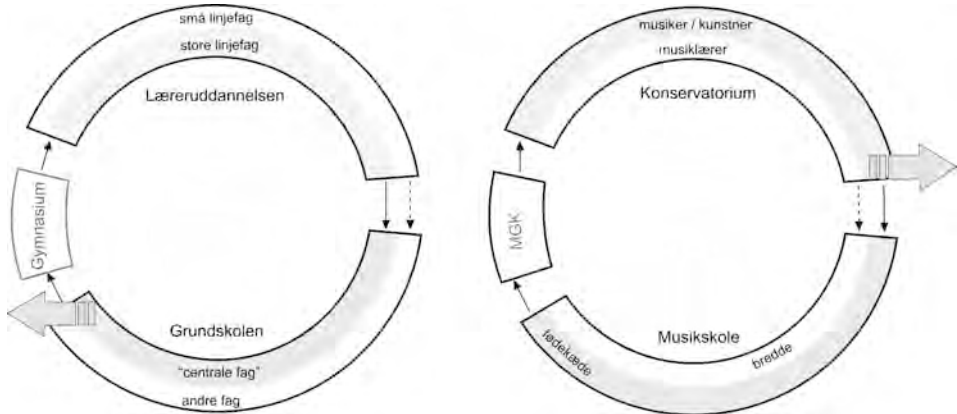 små linjefag
store linjefag
Læreruddannelsen
Gymnasium
Grundskolen
"centrale fag"
andre fag
musiker / kunstner
musiklærer
Konservatorium
MGK
Musikskole
fødekæde
bredde